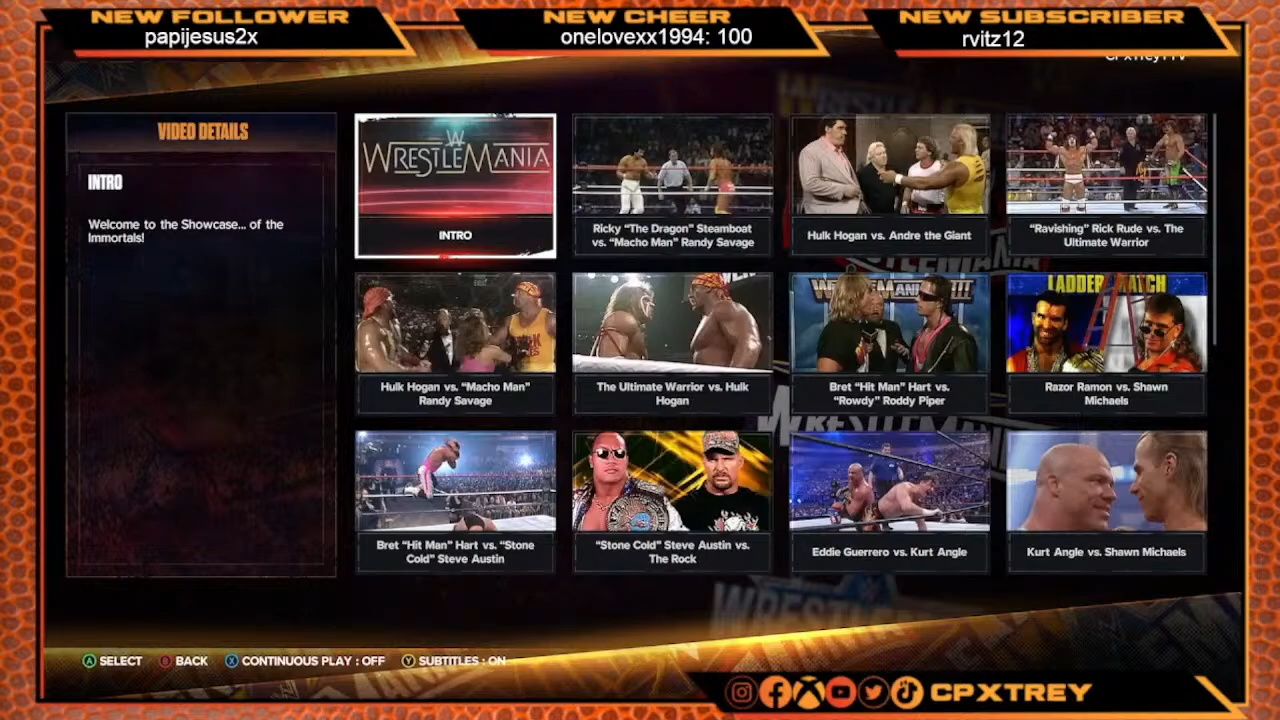 NEW FOLLOWER
papijesus2x
NEW CHEER
onelovexx1994: 100
NEW SUBSCRIBER
rvitz12
VIDEO DETAILS
INTRO
Welcome to the Showcase... of the
Immortals!
WRESTLEMANIA
INTRO
Ricky "The Dragon" Steamboat
vs. "Macho Man" Randy Savage
Hulk Hogan vs. Andre the Giant
"Ravishing" Rick Rude vs. The
Ultimate Warrior
Hulk Hogan vs. "Macho Man"
Randy Savage
The Ultimate Warrior vs. Hulk
Hogan
WRESTLEMANIA
Bret "Hit Man" Hart vs.
"Rowdy" Roddy Piper
LADDER MATCH
Razor Ramon vs. Shawn
Michaels
Bret "Hit Man" Hart vs. "Stone
Cold" Steve Austin
"Stone Cold" Steve Austin vs.
The Rock
Eddie Guerrero vs. Kurt Angle
Kurt Angle vs. Shawn Michaels
A SELECT
B BACK
X CONTINUOUS PLAY : OFF
Y SUBTITLES : ON
CPXTREY